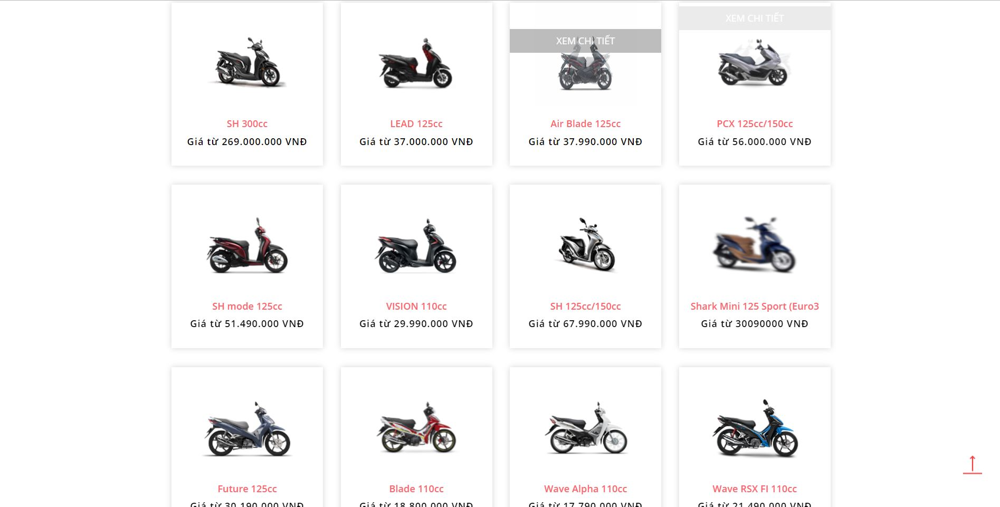 XEM CHI TIẾT
XEM CHI TIẾT
SH 300cc
Giá từ 269.000.000 VNĐ
LEAD 125cc
Giá từ 37.000.000 VNĐ
Air Blade 125cc
Giá từ 37.990.000 VNĐ
PCX 125cc/150cc
Giá từ 56.000.000 VNĐ
SH mode 125cc
Giá từ 51.490.000 VNĐ
VISION 110cc
Giá từ 29.990.000 VNĐ
SH 125cc/150cc
Giá từ 67.990.000 VNĐ
Shark Mini 125 Sport (Euro3
Giá từ 30090000 VNĐ
Future 125cc
Giá từ 30.190.000 VNĐ
Blade 110cc
Giá từ 18.800.000 VNĐ
Wave Alpha 110cc
Giá từ 17.790.000 VNĐ
Wave RSX FI 110cc
Giá từ 21.490.000 VNĐ